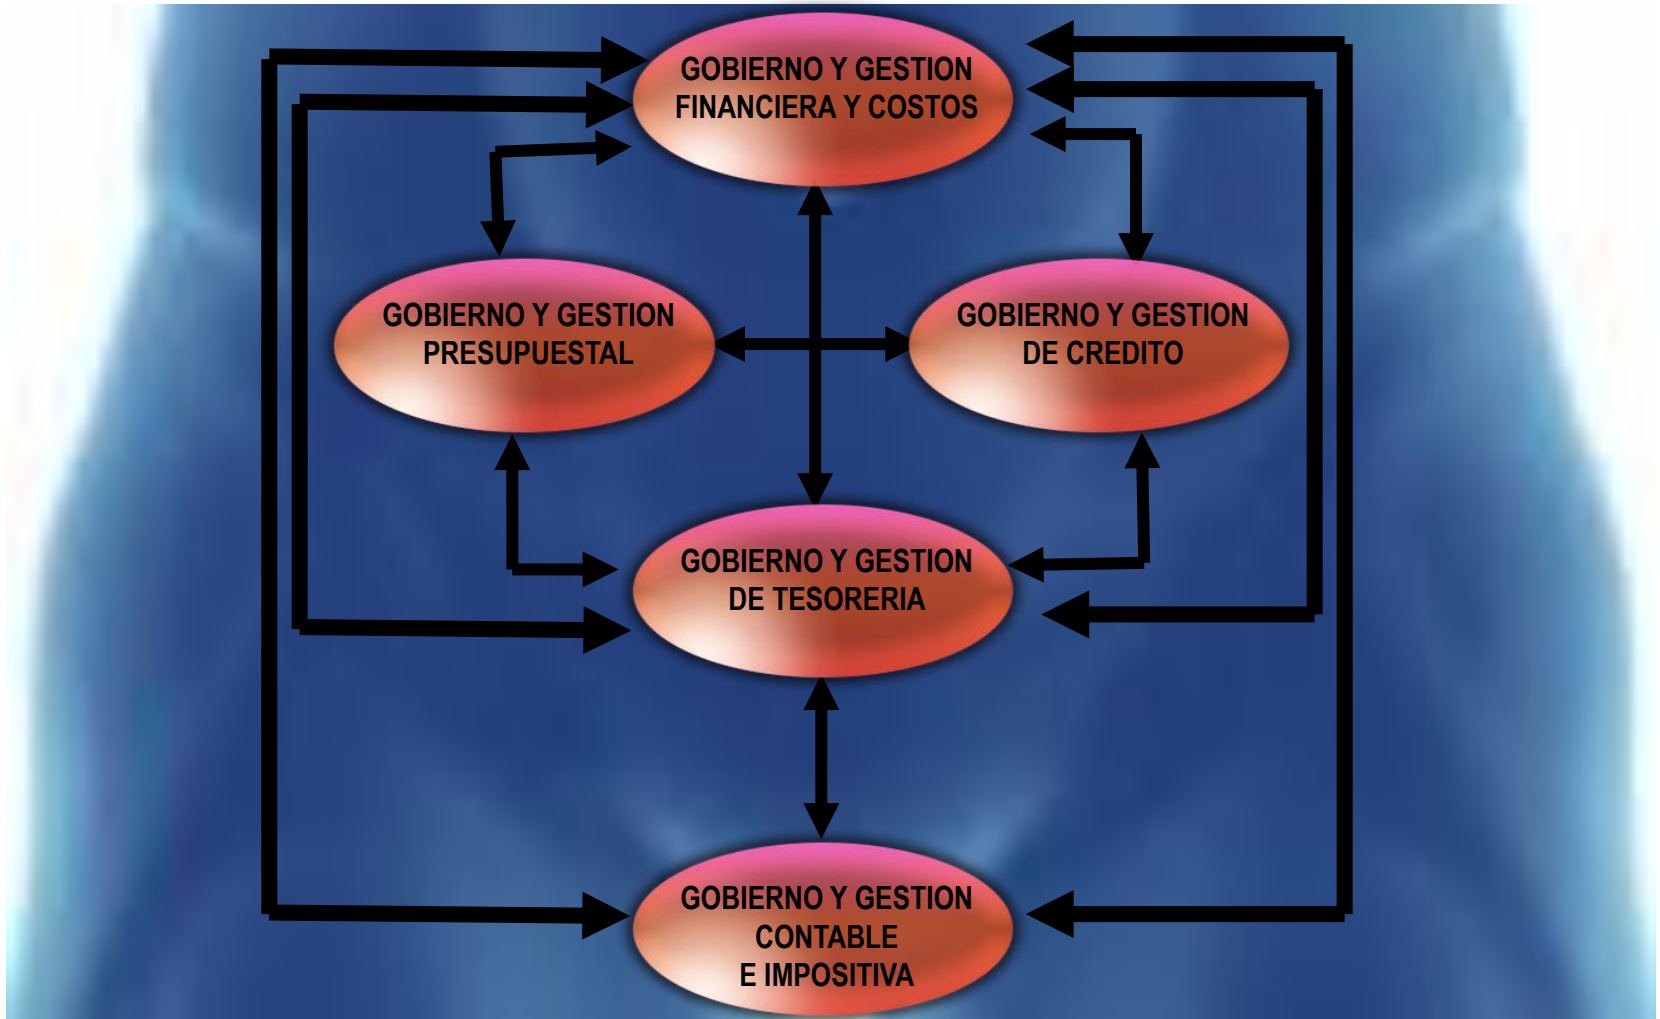 GOBIERNO Y GESTION
FINANCIERA Y COSTOS
GOBIERNO Y GESTION
PRESUPUESTAL
GOBIERNO Y GESTION
DE CREDITO
GOBIERNO Y GESTION
DE TESORERIA
GOBIERNO Y GESTION
CONTABLE
E IMPOSITIVA